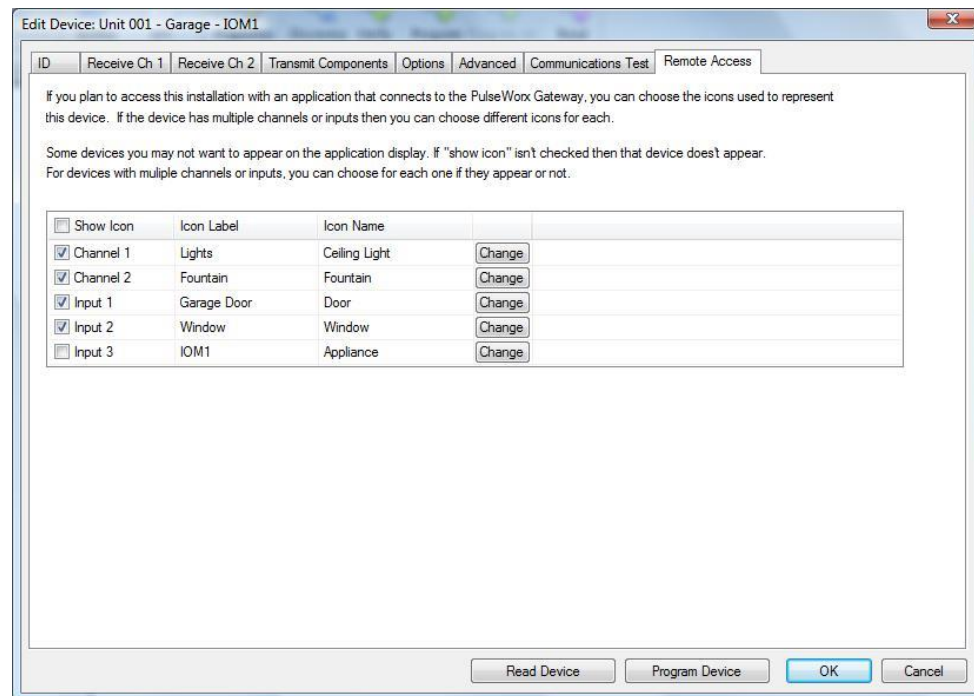 Edit Device: Unit 001 - Garage - IOM1
ID Receive Ch 1 Receive Ch 2 Transmit Components Options Advanced Communications Test Remote Access
If you plan to access this installation with an application that connects to the PulseWorx Gateway, you can choose the icons used to represent
this device. If the device has multiple channels or inputs then you can choose different icons for each.
Some devices you may not want to appear on the application display. If "show icon" isn't checked then that device does't appear.
For devices with muliple channels or inputs, you can choose for each one if they appear or not.
Show Icon Icon Label Icon Name
Channel 1 Lights Ceiling Light Change
Channel 2 Fountain Fountain Change
Input 1 Garage Door Door Change
Input 2 Window Window Change
Input 3 IOM1 Appliance Change
Read Device Program Device OK Cancel